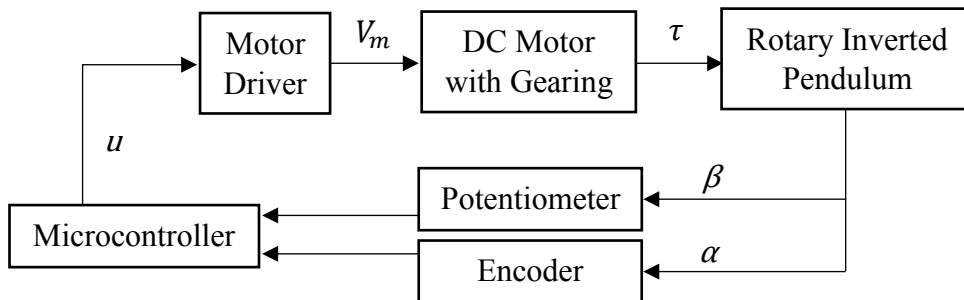 Motor
Driver
V_m
DC Motor
with Gearing
τ
Rotary Inverted
Pendulum
u
Potentiometer
β
Microcontroller
Encoder
α